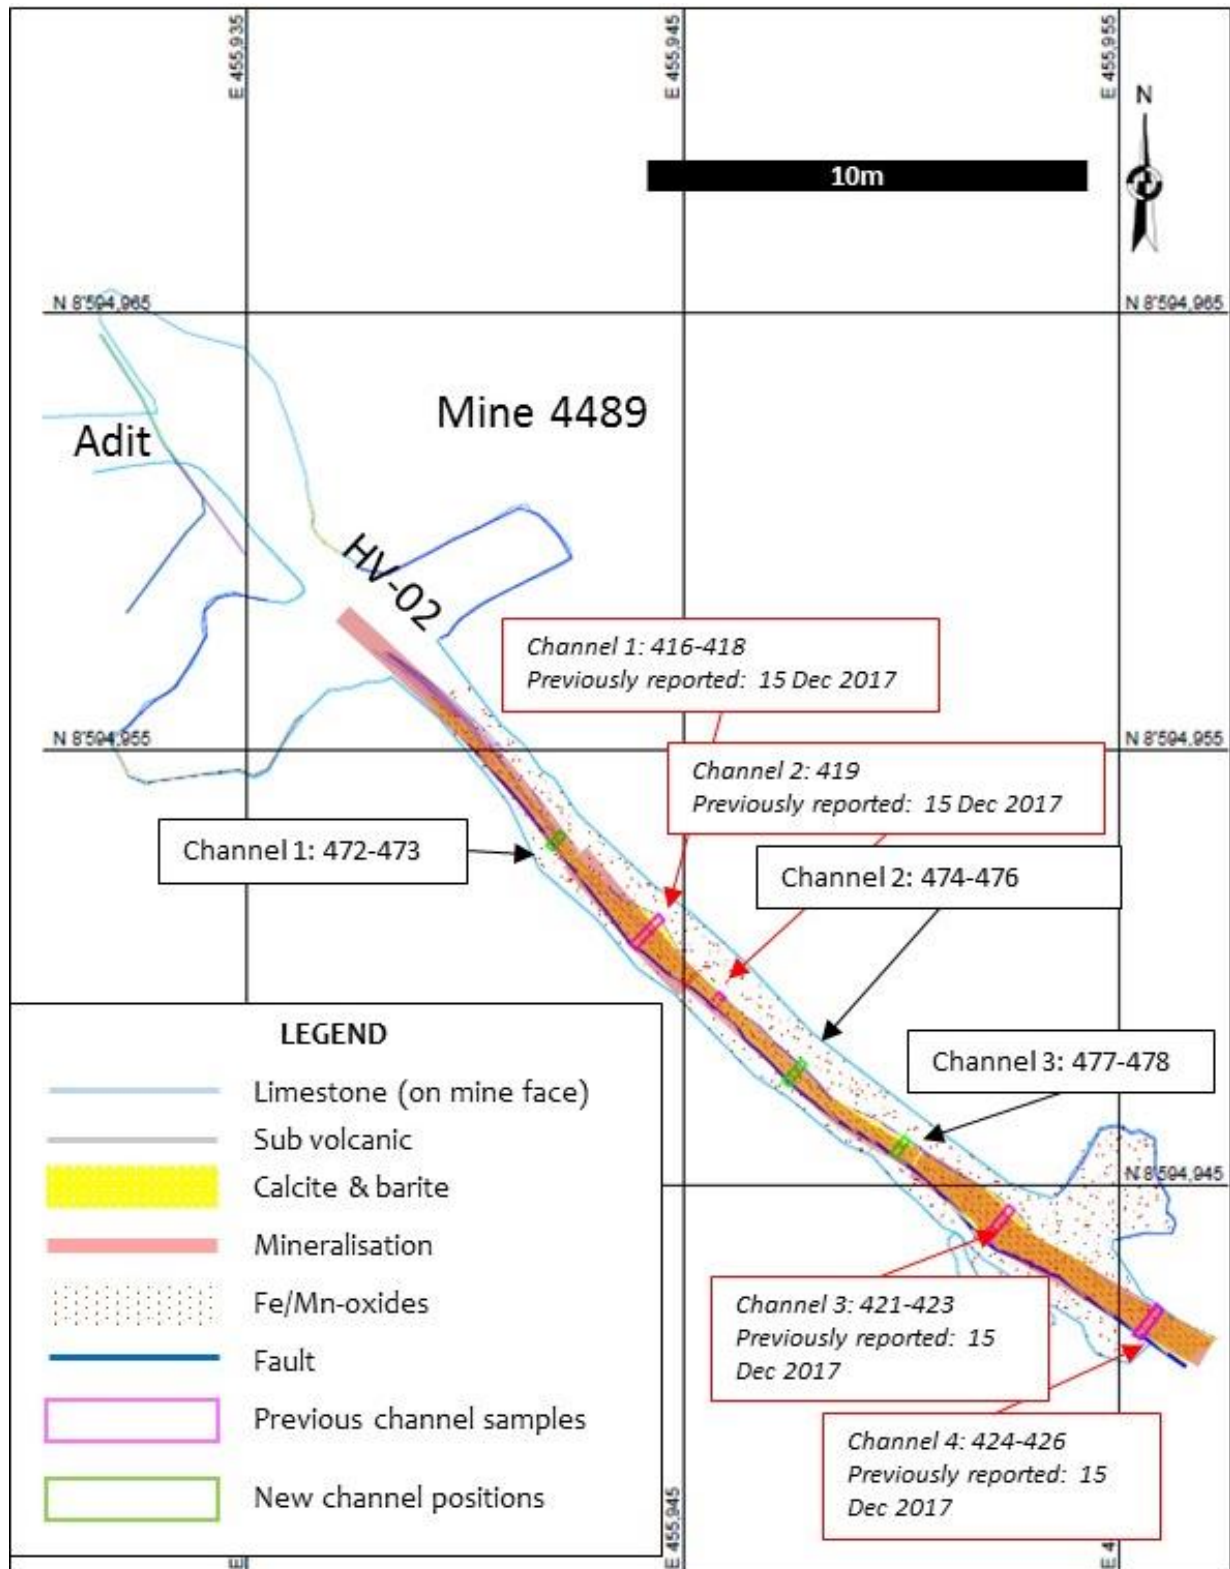 E 455,935
E 455,945
E 455,955
N
10m
N 8'594,965
N 8'594,965
Mine 4489
Adit
HV-02
Channel 1: 416-418
Previously reported: 15 Dec 2017
N 8'594,955
N 8'594,955
Channel 2: 419
Previously reported: 15 Dec 2017
Channel 1: 472-473
Channel 2: 474-476
Channel 3: 477-478
N 8'594,945
LEGEND
Limestone (on mine face)
Sub volcanic
Calcite & barite
Mineralisation
Fe/Mn-oxides
Fault
Previous channel samples
New channel positions
Channel 3: 421-423
Previously reported: 15
Dec 2017
Channel 4: 424-426
Previously reported: 15
Dec 2017
E
E 455,945
E 4